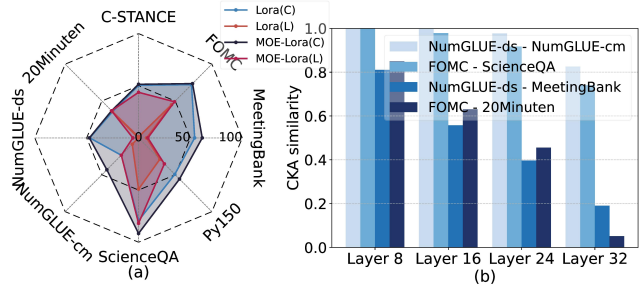 C-STANCE
FOMC
MeetingBank
Py150
ScienceQA
NumGLUE-cm
NumGLUE-ds
20Minuten
0
50
100
Lora(C)
Lora(L)
MOE-Lora(C)
MOE-Lora(L)
(a)
CKA similarity
1.0
0.8
0.6
0.4
0.2
0.0
NumGLUE-ds - NumGLUE-cm
FOMC - ScienceQA
NumGLUE-ds - MeetingBank
FOMC - 20Minuten
Layer 8
Layer 16
Layer 24
Layer 32
(b)